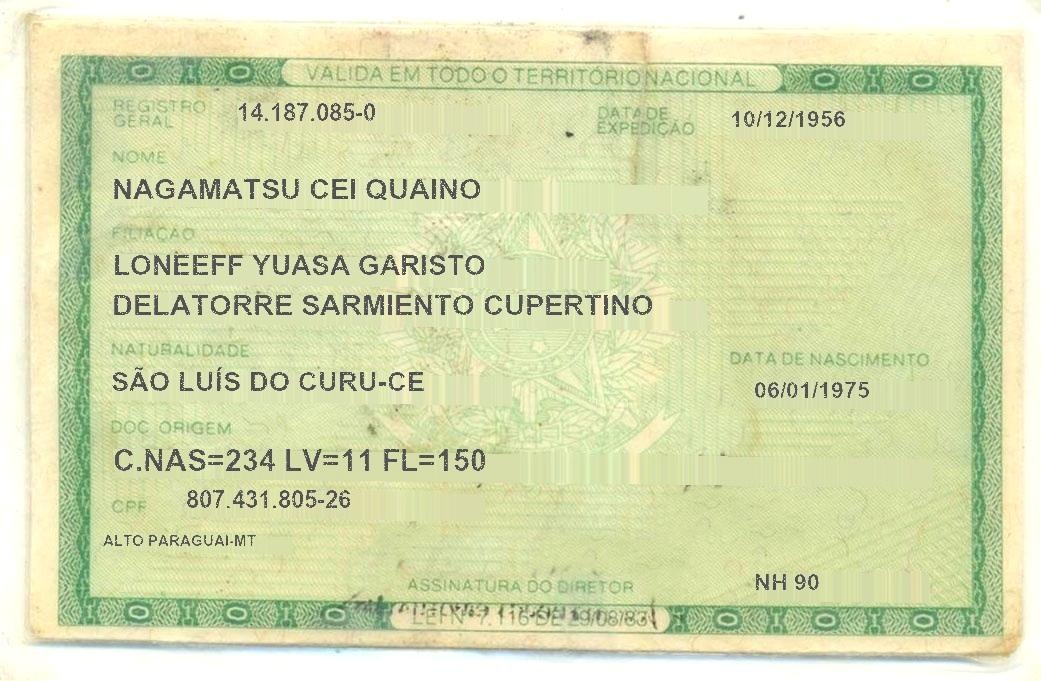 VÁLIDA EM TODO O TERRITÓRIO NACIONAL
REGISTRO GERAL 14.187.085-0 DATA DE EXPEDIÇÃO 10/12/1956
NOME
NAGAMATSU CEI QUAINO
FILIAÇÃO
LONEEFF YUASA GARISTO
DELATORRE SARMIENTO CUPERTINO
NATURALIDADE DATA DE NASCIMENTO
SÃO LUÍS DO CURU-CE 06/01/1975
DOC ORIGEM
C.NAS=234 LV=11 FL=150
CPF 807.431.805-26
ALTO PARAGUAI-MT
NH 90
ASSINATURA DO DIRETOR
LEI Nº 7.116 DE 29/08/83